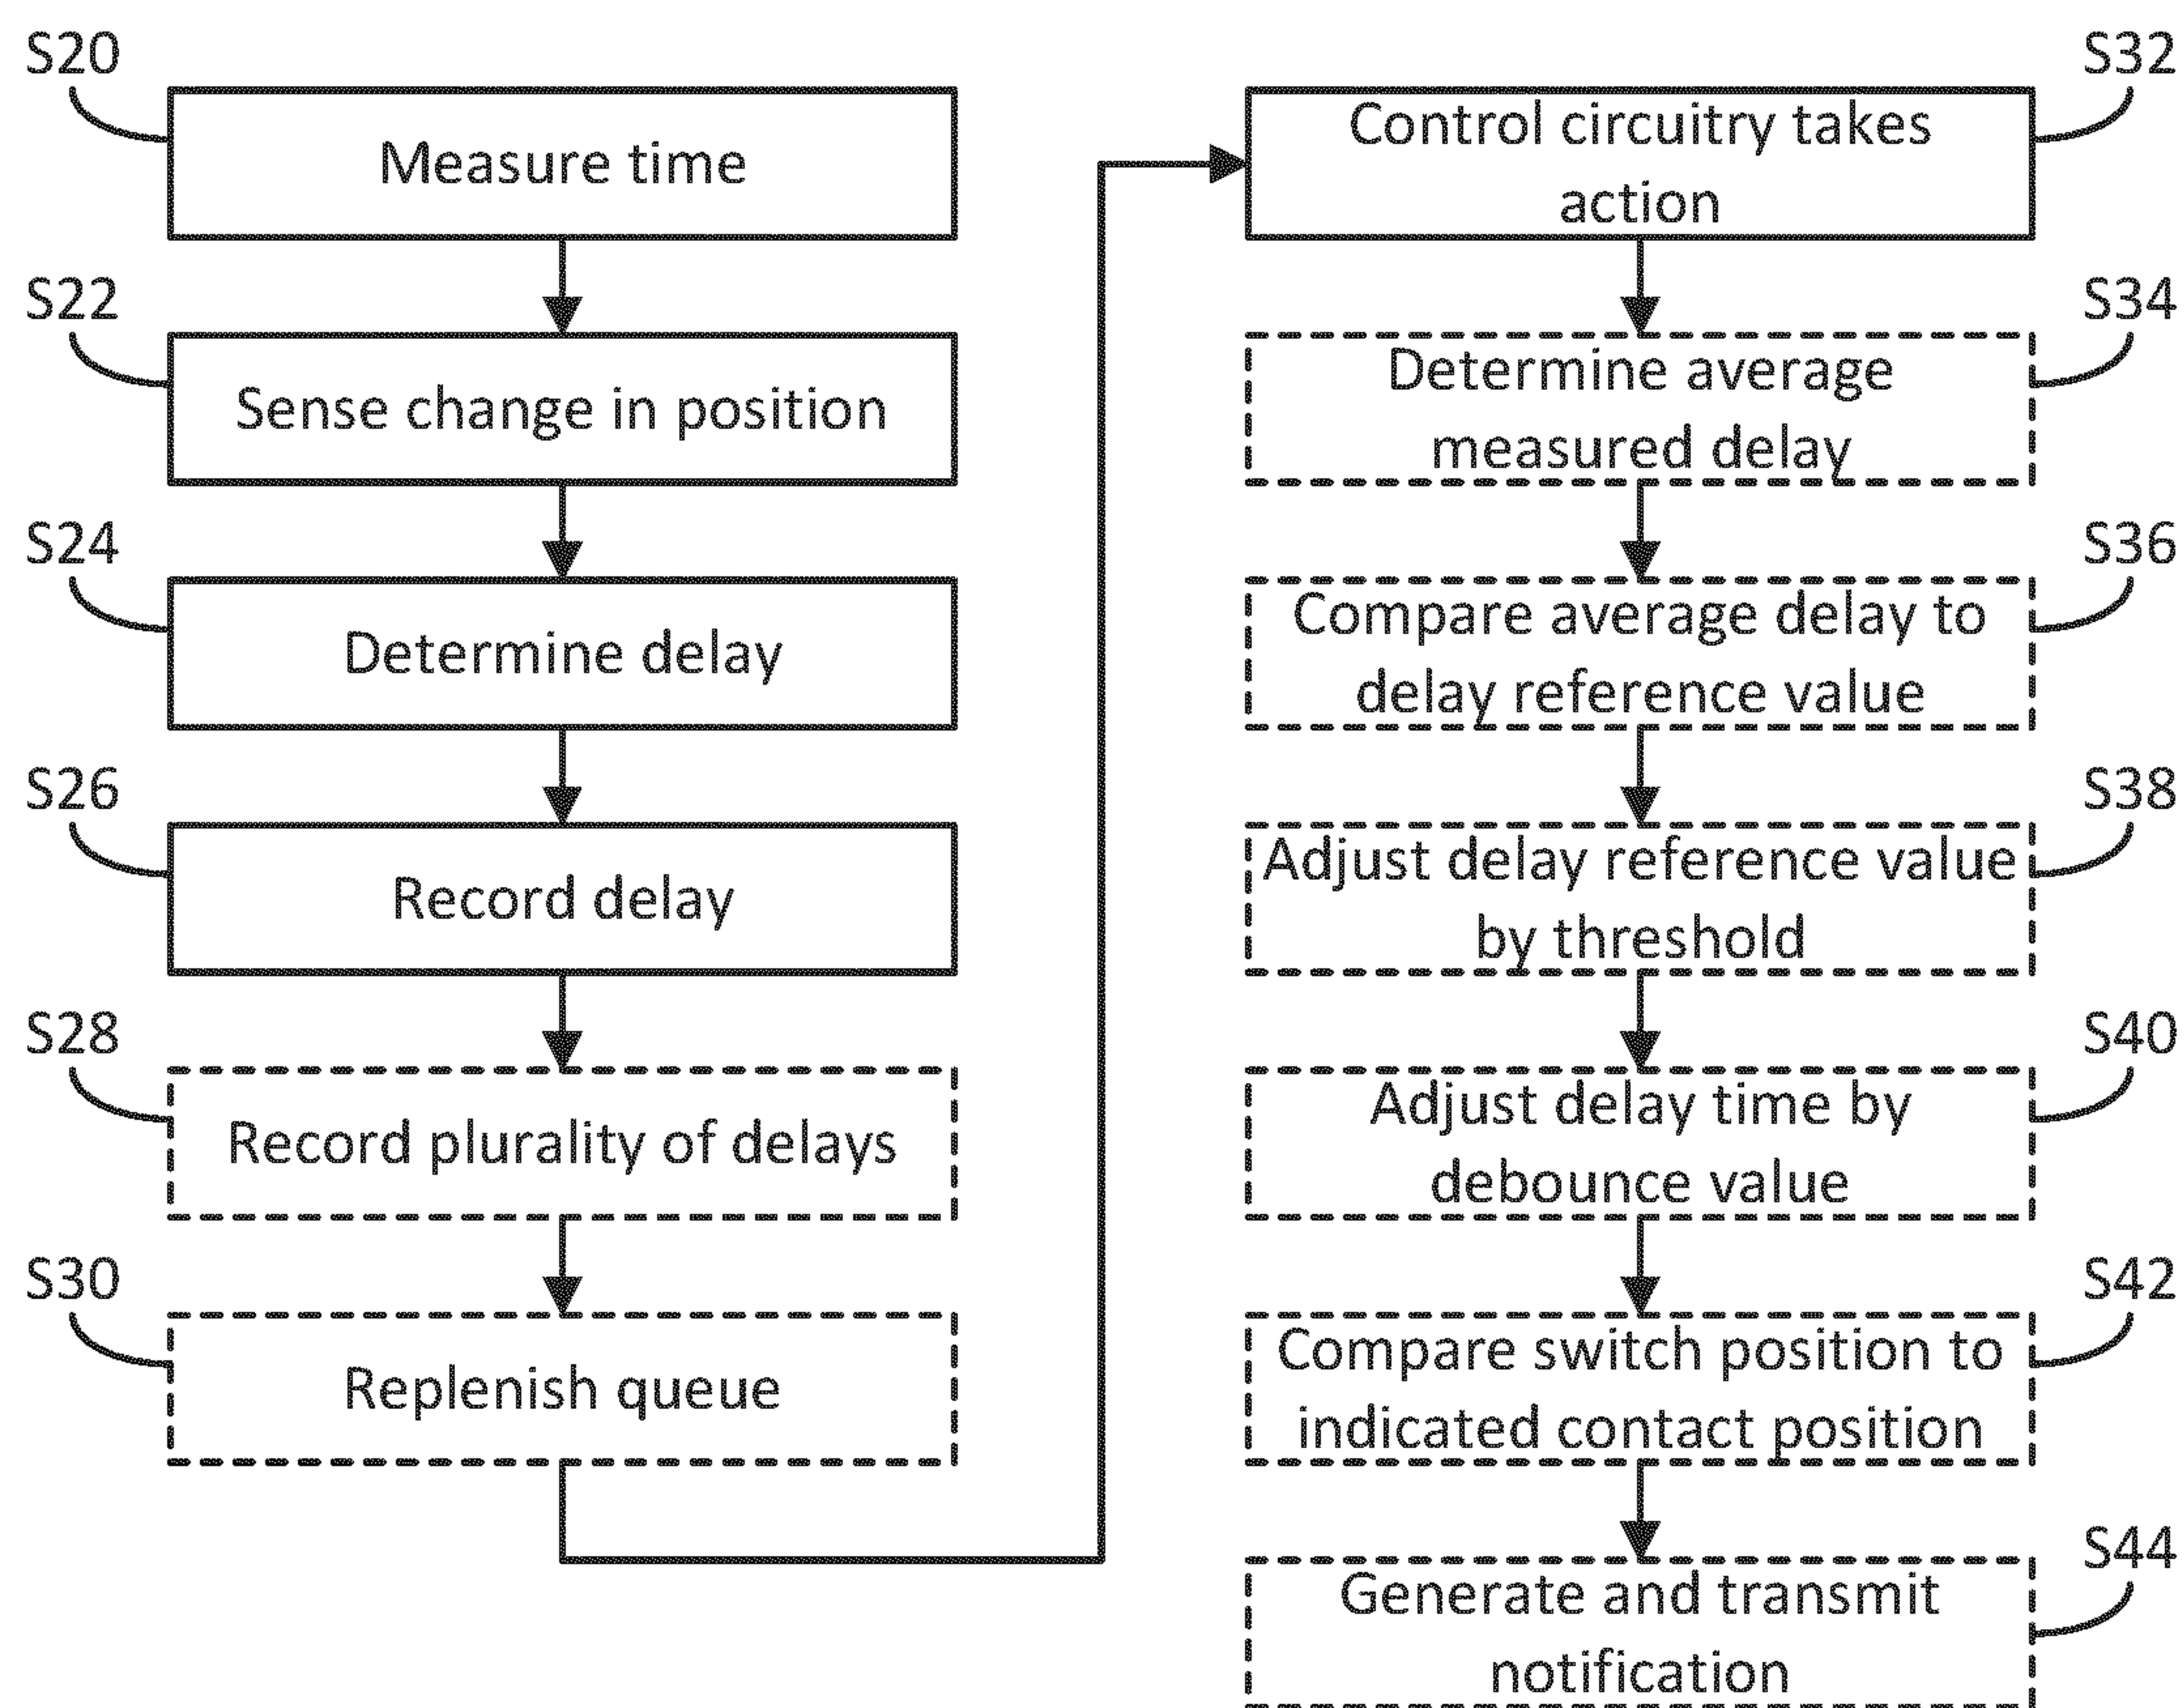 S20
Measure time
S22
Sense change in position
S24
Determine delay
S26
Record delay
S28
Record plurality of delays
S30
Replenish queue
S32
Control circuitry takes
action
S34
Determine average
measured delay
S36
Compare average delay to
delay reference value
S38
Adjust delay reference value
by threshold
S40
Adjust delay time by
debounce value
S42
Compare switch position to
indicated contact position
S44
Generate and transmit
notification